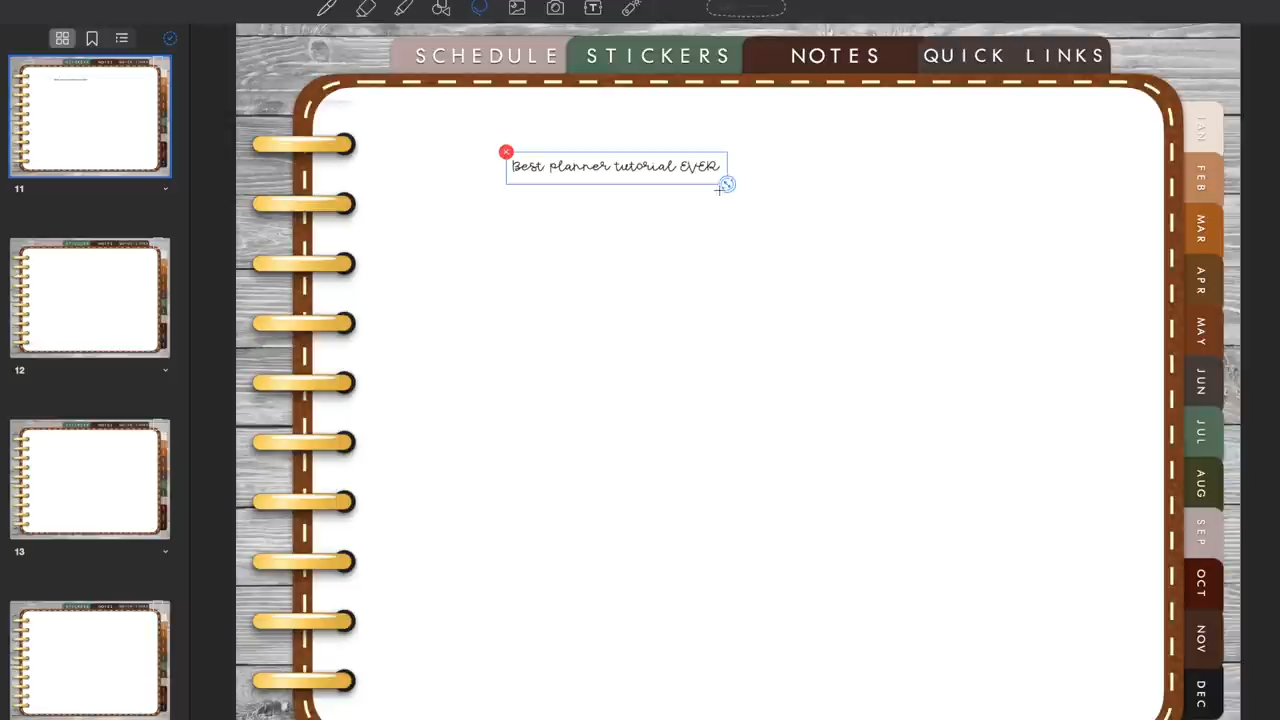 SCHEDULE STICKERS NOTES QUICK LINKS
Best planner tutorial EVER
JAN
FEB
MAR
APR
MAY
JUN
JUL
AUG
SEP
OCT
NOV
DEC
11
12
13